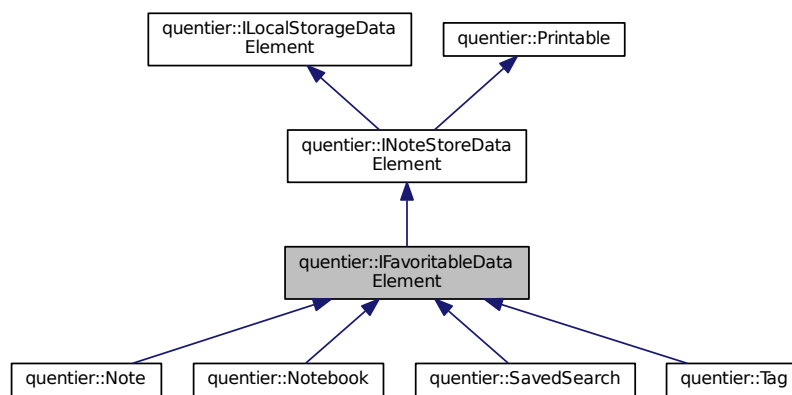 quentier::ILocalStorageData
Element
quentier::Printable
quentier::INoteStoreData
Element
quentier::IFavoritableData
Element
quentier::Note
quentier::Notebook
quentier::SavedSearch
quentier::Tag